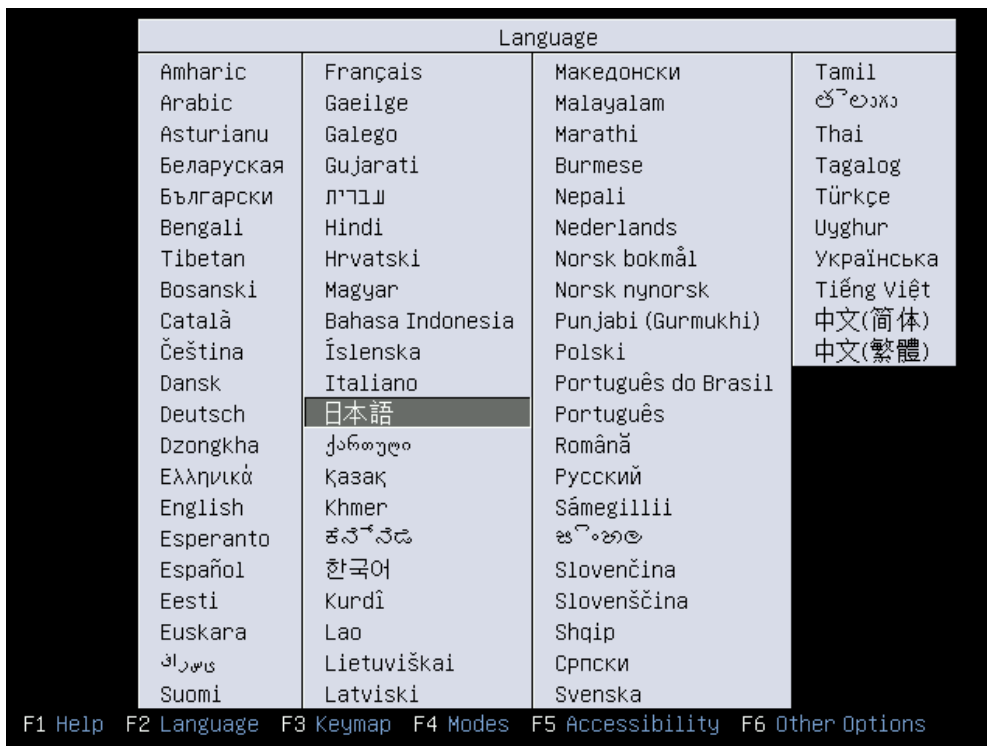 Language
Amharic
Arabic
Asturianu
Беларуская
Български
Bengali
Tibetan
Bosanski
Català
Čeština
Dansk
Deutsch
Dzongkha
Ελληνικά
English
Esperanto
Español
Eesti
Euskara
فارسی
Suomi
Français
Gaeilge
Galego
Gujarati
עברית
Hindi
Hrvatski
Magyar
Bahasa Indonesia
Íslenska
Italiano
日本語
ქართული
Қазақ
Khmer
ಕನ್ನಡ
한국어
Kurdî
Lao
Lietuviškai
Latviski
Македонски
Malayalam
Marathi
Burmese
Nepali
Nederlands
Norsk bokmål
Norsk nynorsk
Punjabi (Gurmukhi)
Polski
Português do Brasil
Português
Română
Русский
Sámegillii
සිංහල
Slovenčina
Slovenščina
Shqip
Српски
Svenska
Tamil
తెలుగు
Thai
Tagalog
Türkçe
Uyghur
Українська
Tiếng Việt
中文(简体)
中文(繁體)
F1 Help F2 Language F3 Keymap F4 Modes F5 Accessibility F6 Other Options